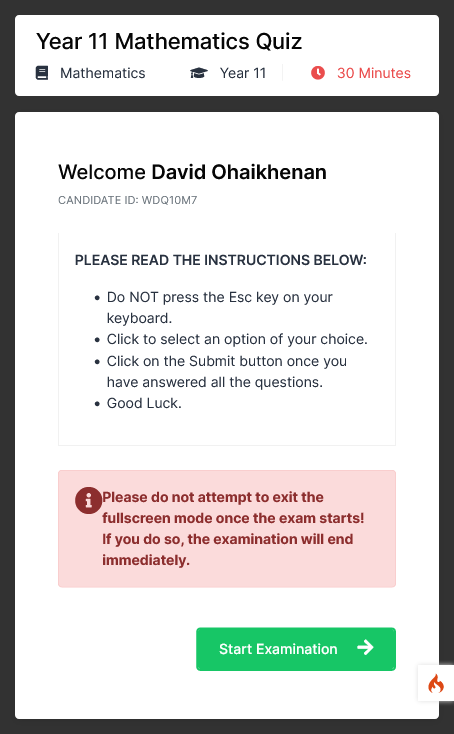 Year 11 Mathematics Quiz
Mathematics Year 11 30 Minutes
Welcome David Ohaikhenan
CANDIDATE ID: WDQ10M7
PLEASE READ THE INSTRUCTIONS BELOW:
• Do NOT press the Esc key on your
keyboard.
• Click to select an option of your choice.
• Click on the Submit button once you
have answered all the questions.
• Good Luck.
Please do not attempt to exit the
fullscreen mode once the exam starts!
If you do so, the examination will end
immediately.
Start Examination